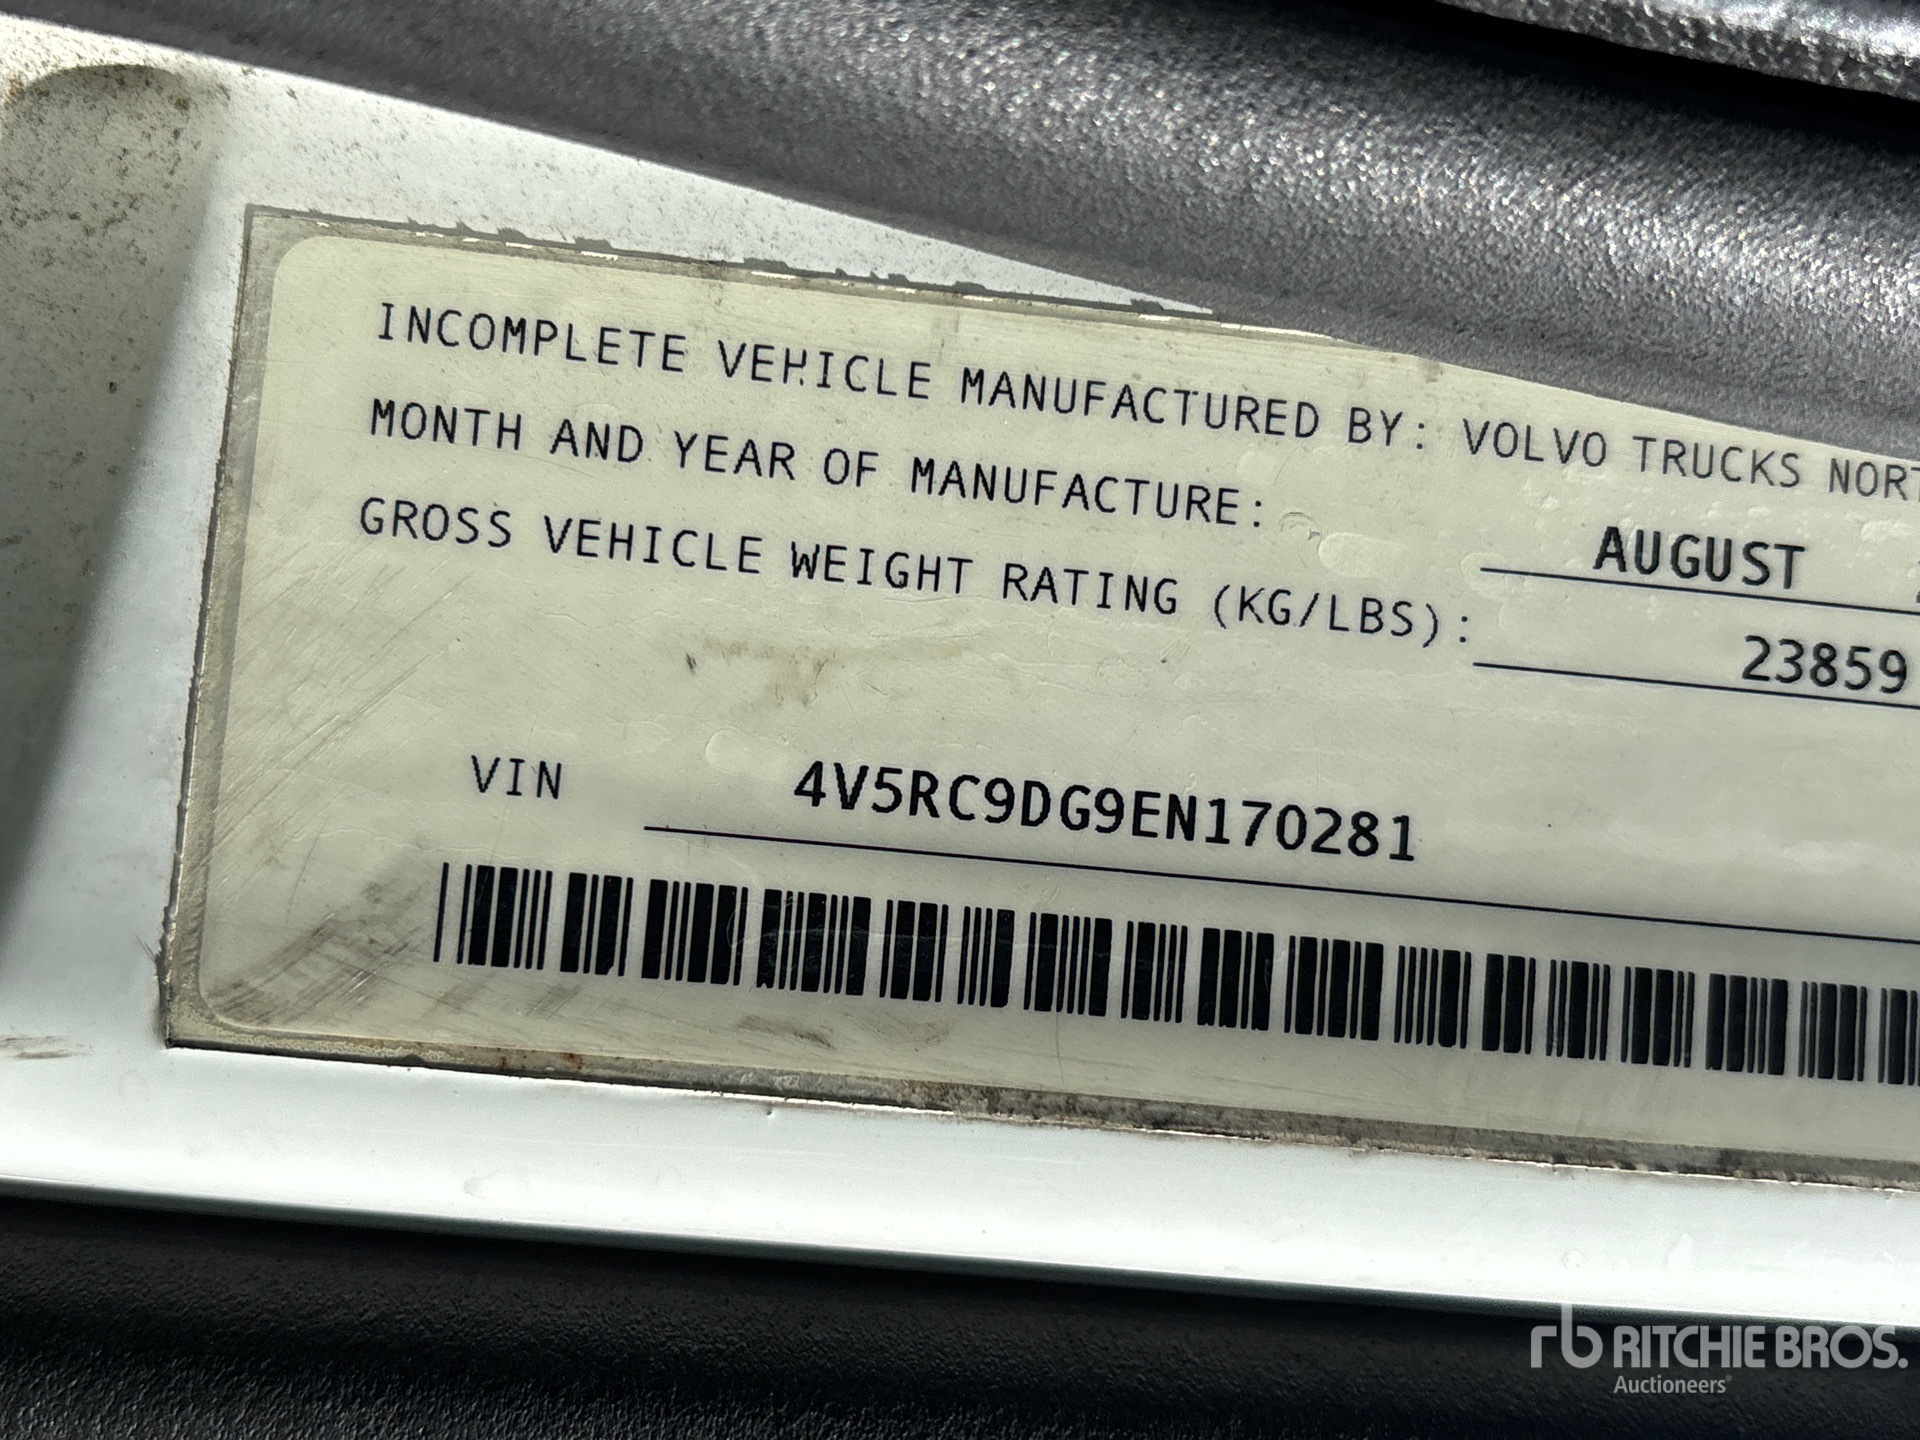 INCOMPLETE VEHICLE MANUFACTURED BY: VOLVO TRUCKS
MONTH AND YEAR OF MANUFACTURE: AUGUST
GROSS VEHICLE WEIGHT RATING (KG/LBS): 23859
VIN 4V5RC9DG9EN170281
rb RITCHIE BROS.
Auctioneers